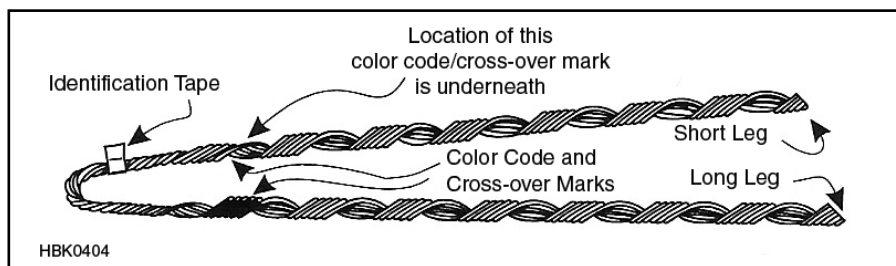 Location of this
color code/cross-over mark
is underneath
Identification Tape
Short Leg
Color Code and
Cross-over Marks
Long Leg
HBK0404